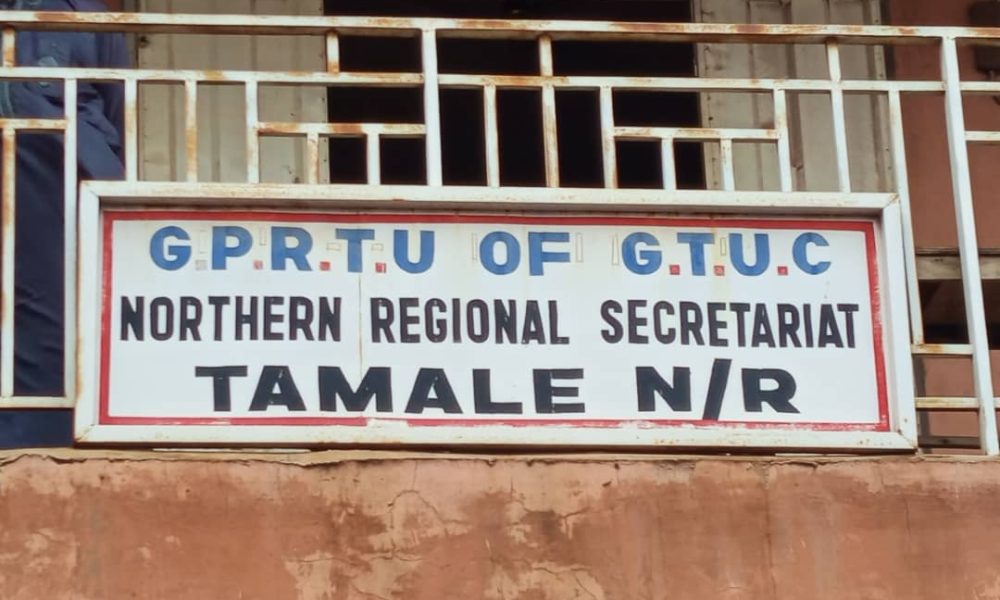 G.P.R.T.U OF G.T.U.C
NORTHERN REGIONAL SECRETARIAT
TAMALE N/R